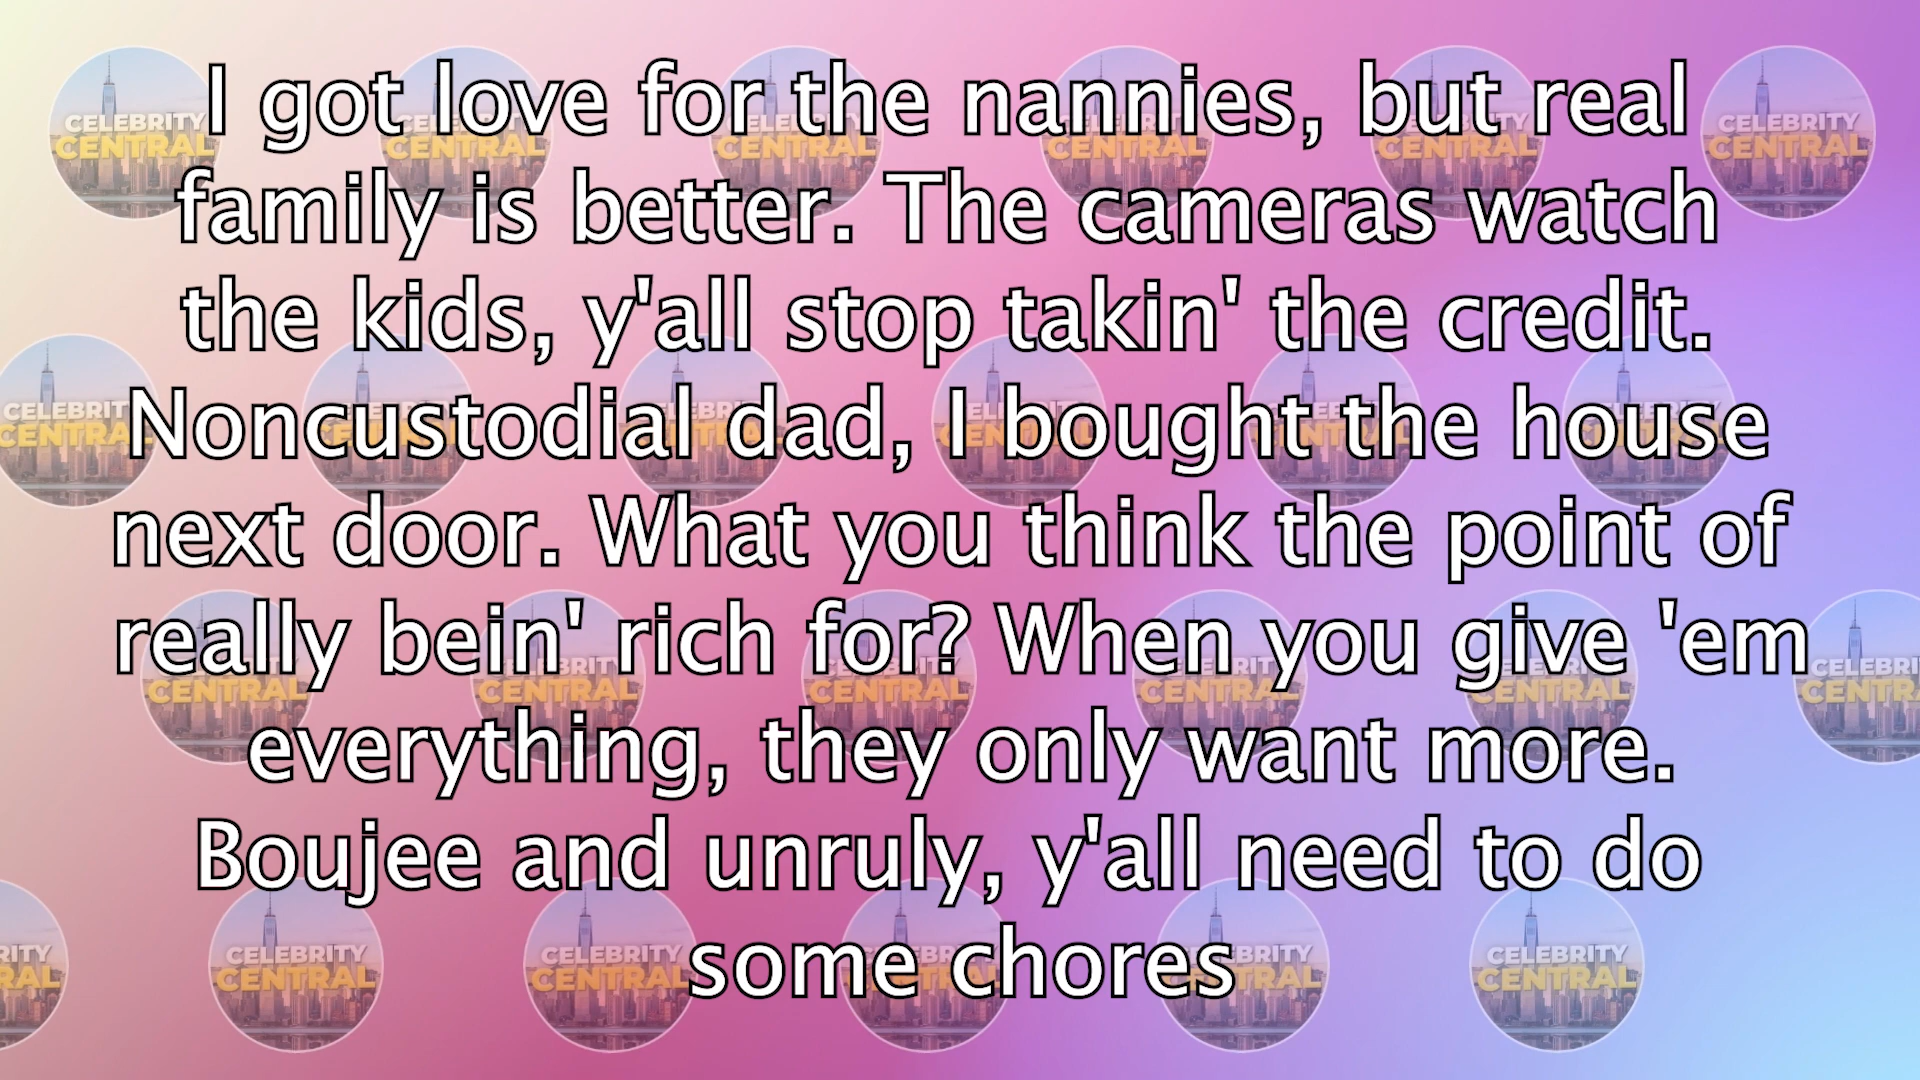 I got love for the nannies, but real
family is better. The cameras watch
the kids, y'all stop takin' the credit.
Noncustodial dad, I bought the house
next door. What you think the point of
really bein' rich for? When you give 'em
everything, they only want more.
Boujee and unruly, y'all need to do
some chores
CELEBRITY
CENTRAL